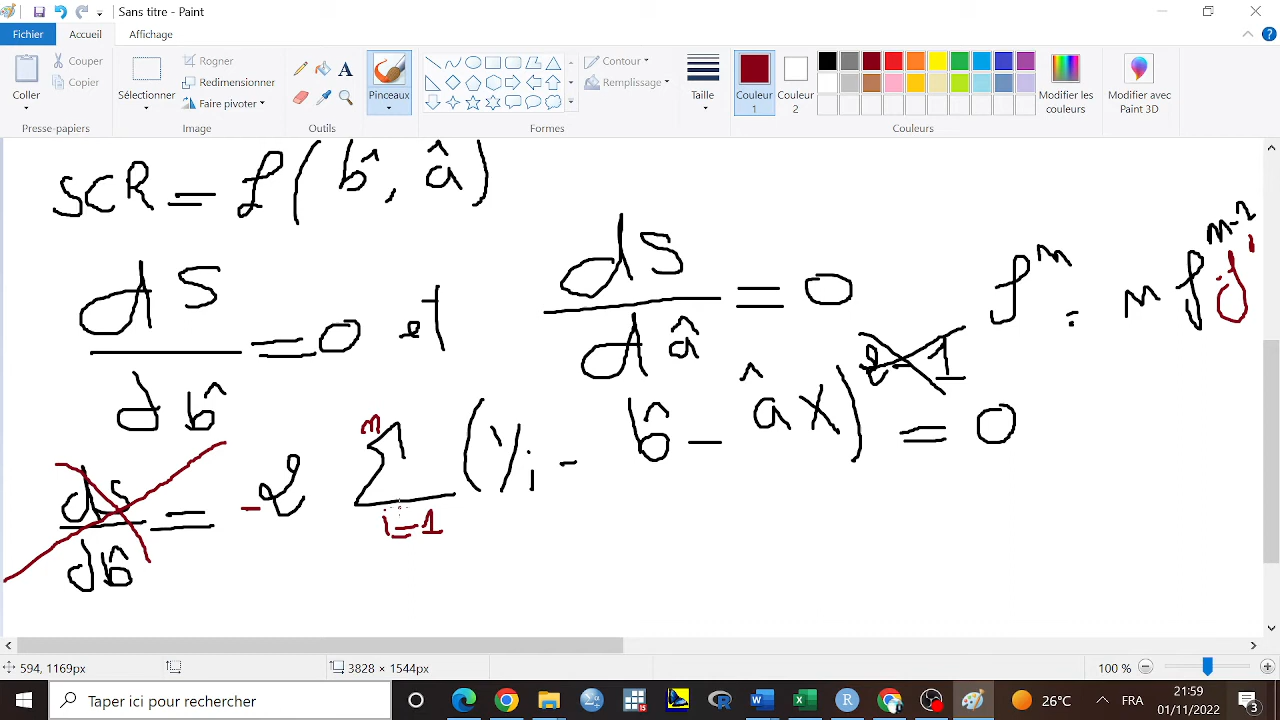 Sans titre - Paint
Fichier Accueil Affichage
Coller Couper Copier Presse-papiers
Sélectionner Rogner Redimensionner Faire pivoter Image
Outils
Pinceaux
Contour Remplissage Formes
Taille
Couleur 1
Couleur 2
Modifier les couleurs
Modifier avec Paint 3D
Couleurs
SCR = f(b̂, â)
dS/db̂ = 0 et dS/dâ = 0
f^n = n f^(n-1) f'
2-1
dS/db̂ = -2 Σ_(i=1)^n (Yi - b̂ - âX) = 0
594, 1169px 3828 × 1544px 100 %
Taper ici pour rechercher
26°C FRA 21:59 01/11/2022 3